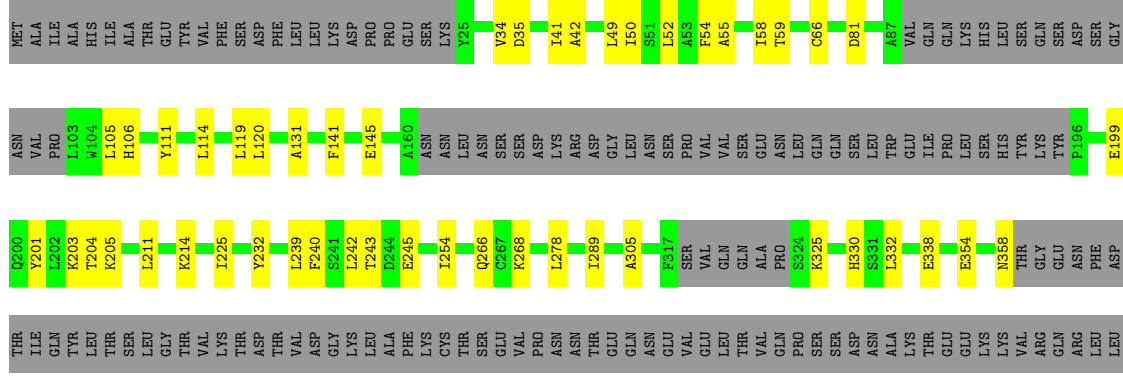 MET ALA ILE ILE ALA HIS ILE ALA THR GLY TYR VAL PHE SER ASP PHE LEU LEU LYS ASP PRO PRO GLU SER LYS Y25 V34 D35 I41 A42 L49 I50 S51 L52 A53 F54 A55 I58 T59 C66 D81 A87 VAL GLN GLN LYS HIS LEU SER GLN SER ASP SER GLY
ASN VAL PRO L103 W104 L105 H106 Y111 L114 L119 L120 A131 F141 E145 A160 ASN ASN LEU ASN SER SER ASP LYS ARG ASP GLY LEU ASN SER PRO VAL VAL SER GLU ASN LEU GLN GLN SER LEU TRP GLU ILE PRO LEU SER HIS TYR LYS TYR P196 E199
Q200 Y201 L202 K203 T204 K205 L211 K214 I225 Y232 L239 F240 S241 L242 T243 D244 E245 I254 Q266 C267 K268 L278 I289 A305 F317 SER VAL GLN GLN ALA PRO S324 K325 H330 S331 L332 E338 E354 N358 THR GLY GLU ASN PHE ASP
THR ILE GLN TYR LEU THR SER LEU GLY THR VAL LYS THR ASP THR VAL ASP GLY LYS LEU ALA PHE LYS CYS THR SER GLU VAL PRO ASN ASN THR GLU GLN ASN GLU VAL GLU LEU THR VAL GLN PRO SER SER ASP ASN ALA LYS THR GLU GLU LYS LYS VAL ARG GLN ARG LEU LEU